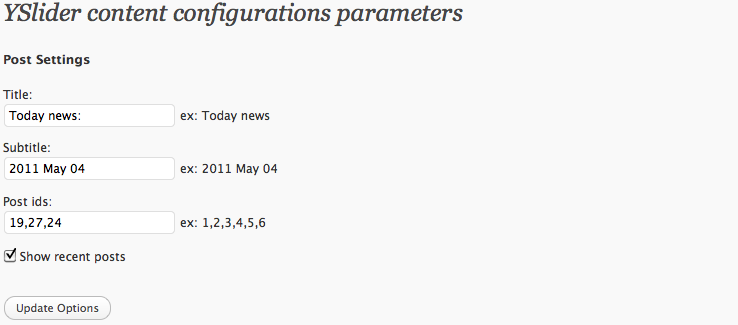 YSlider content configurations parameters
Post Settings
Title:
Today news: ex: Today news
Subtitle:
2011 May 04 ex: 2011 May 04
Post ids:
19,27,24 ex: 1,2,3,4,5,6
Show recent posts
Update Options